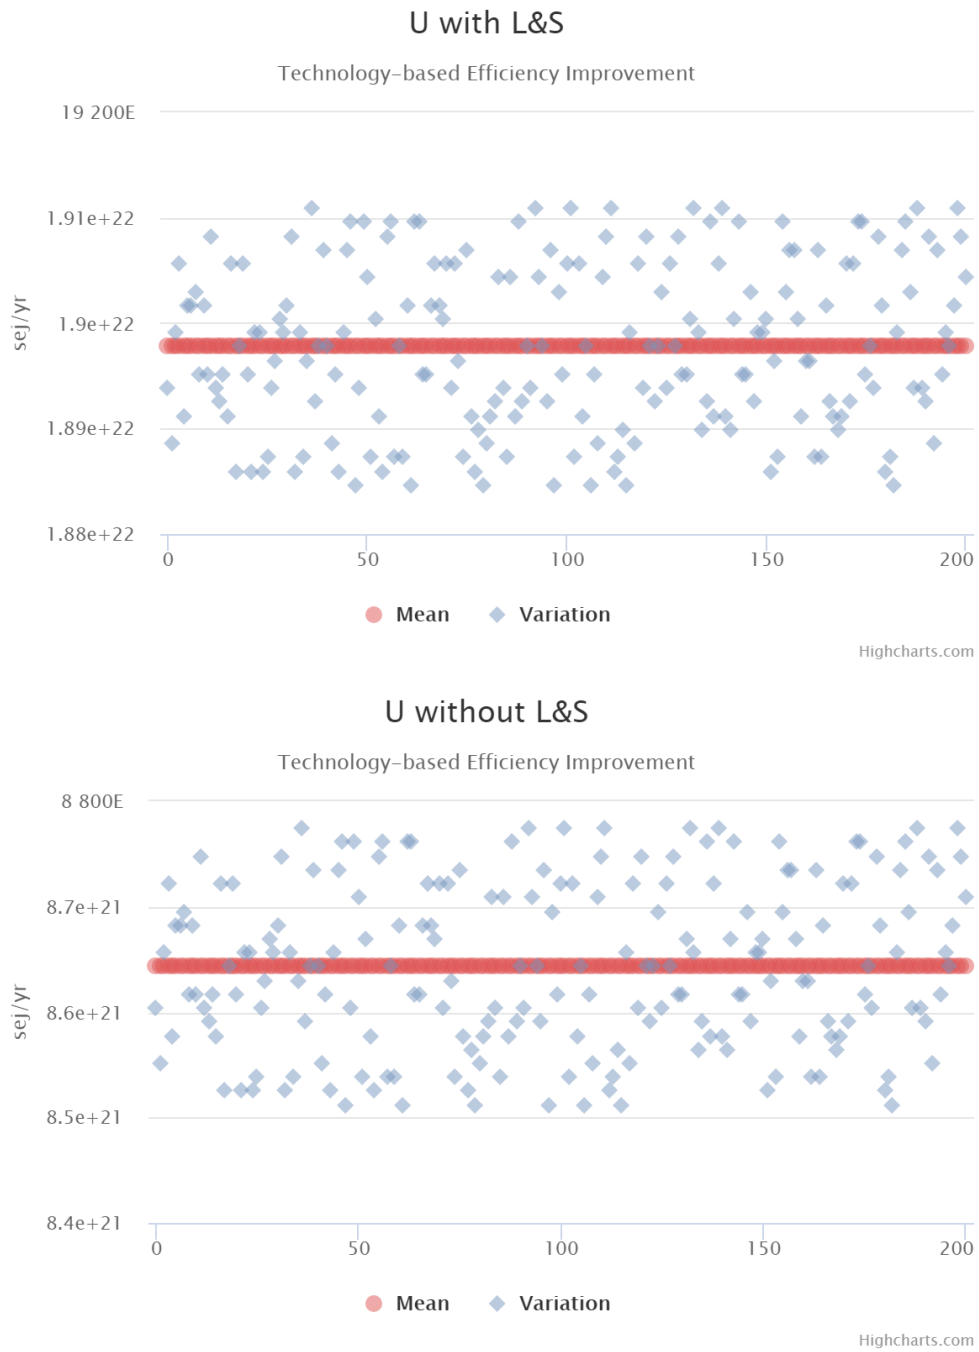 U with L&S
Technology-based Efficiency Improvement
19 200E
1.91e+22
1.9e+22
1.89e+22
1.88e+22
sej/yr
0 50 100 150 200
Mean Variation
Highcharts.com
U without L&S
Technology-based Efficiency Improvement
8 800E
8.7e+21
8.6e+21
8.5e+21
8.4e+21
sej/yr
0 50 100 150 200
Mean Variation
Highcharts.com